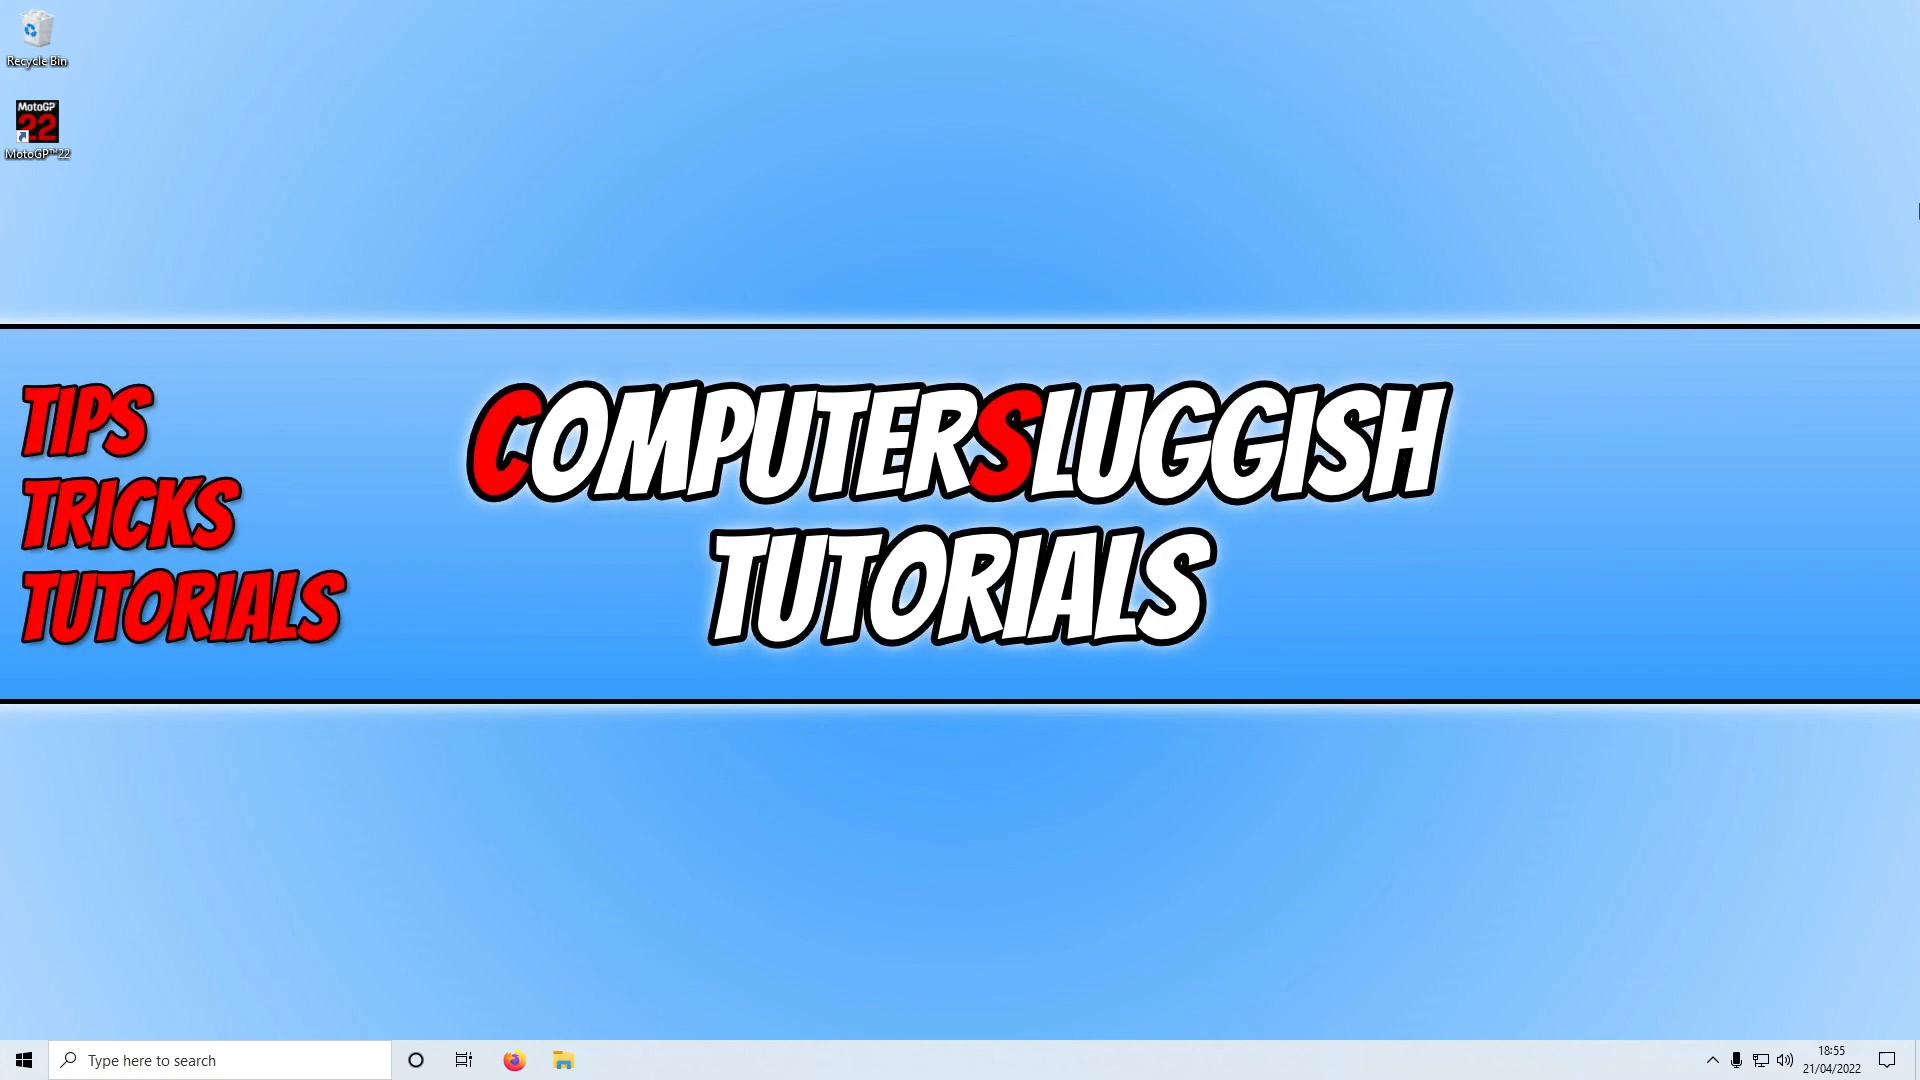 Recycle Bin
MotoGP
22
MotoGP™22
TIPS
TRICKS
TUTORIALS
COMPUTERSLUGGISH
TUTORIALS
Type here to search
18:55
21/04/2022